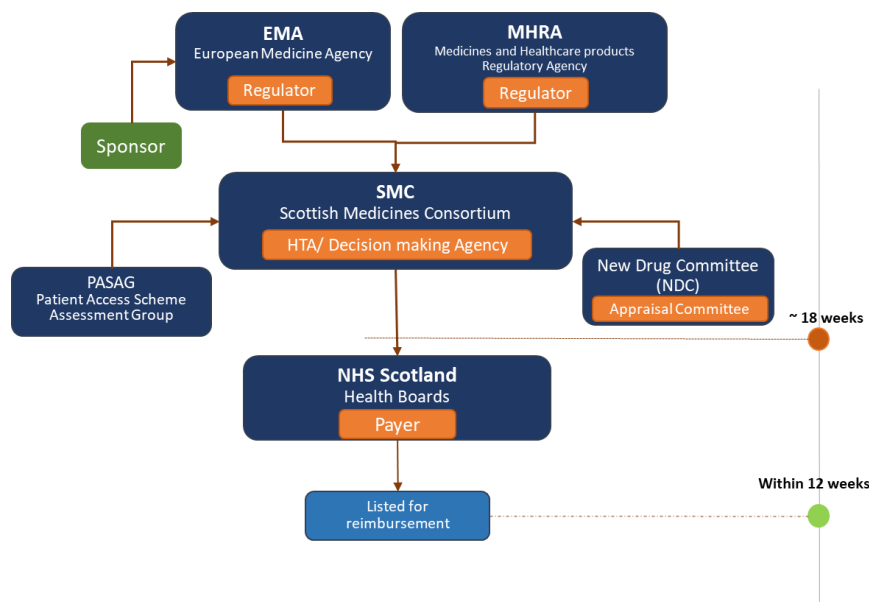 EMA
European Medicine Agency
Regulator
MHRA
Medicines and Healthcare products
Regulatory Agency
Regulator
Sponsor
SMC
Scottish Medicines Consortium
HTA/ Decision making Agency
PASAG
Patient Access Scheme
Assessment Group
New Drug Committee
(NDC)
Appraisal Committee
~ 18 weeks
NHS Scotland
Health Boards
Payer
Within 12 weeks
Listed for
reimbursement